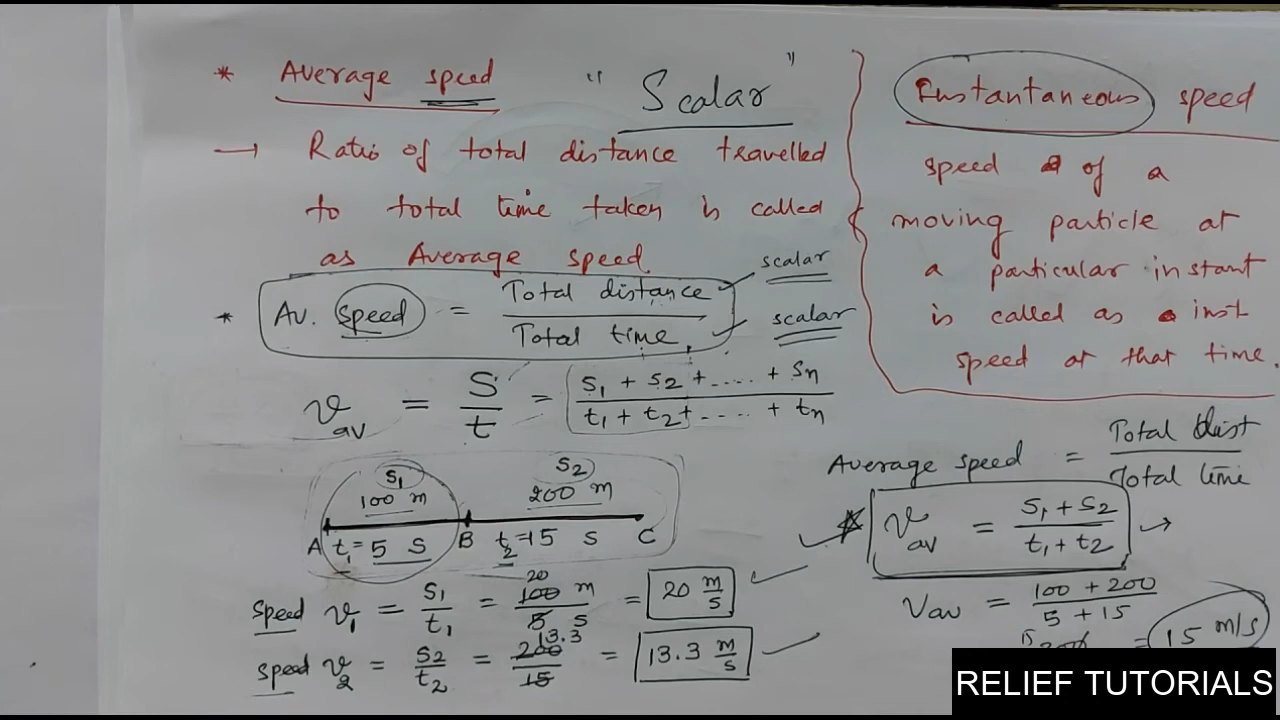 * Average speed " Scalar "
→ Ratio of total distance travelled
to total time taken is called
as Average speed
* Av. speed = Total distance / Total time
scalar
scalar
v av = S / t = s1 + s2 + .... + sn / t1 + t2 + .... + tn
s1 s2
100 m 200 m
A t1 = 5 s B t2 = 15 s C
speed v1 = s1 / t1 = 20 100 m / 5 s = 20 m/s
speed v2 = s2 / t2 = 13.3 200 / 15 = 13.3 m/s
Instantaneous speed
speed of a
moving particle at
a particular instant
is called as inst
speed at that time.
Average speed = Total dist / Total time
* v av = s1 + s2 / t1 + t2 →
Vav = 100 + 200 / 5 + 15
= 15 m/s
RELIEF TUTORIALS